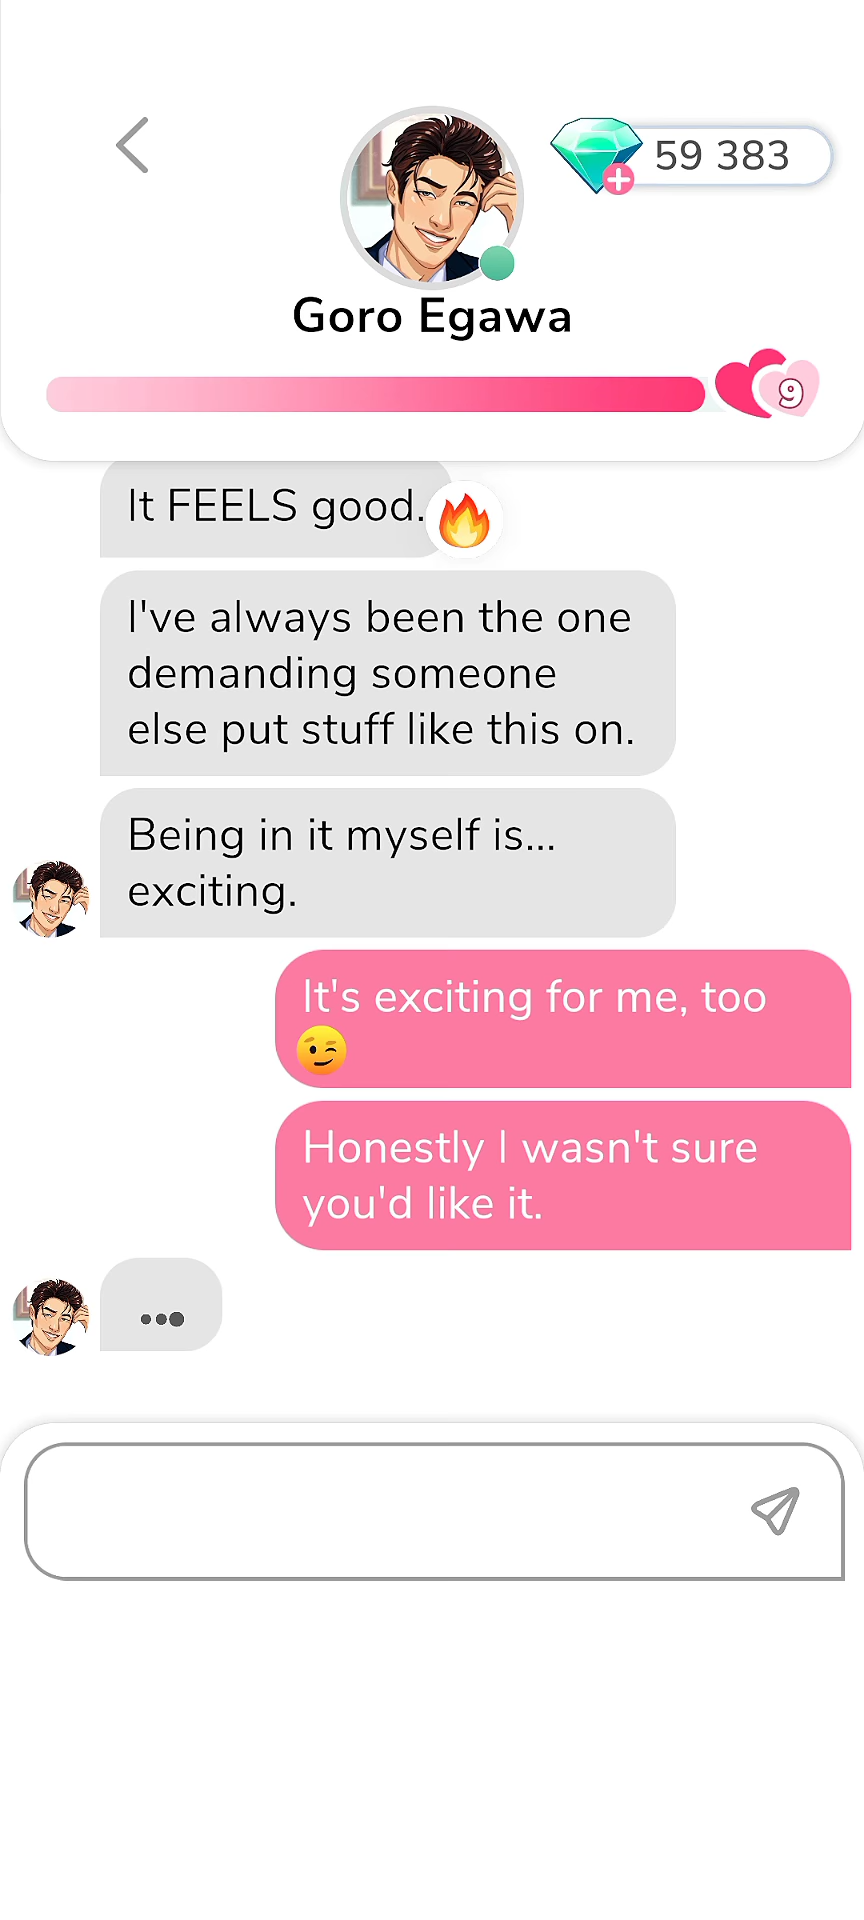 59 383
Goro Egawa
9
It FEELS good.
I've always been the one
demanding someone
else put stuff like this on.
Being in it myself is...
exciting.
It's exciting for me, too
😉
Honestly I wasn't sure
you'd like it.